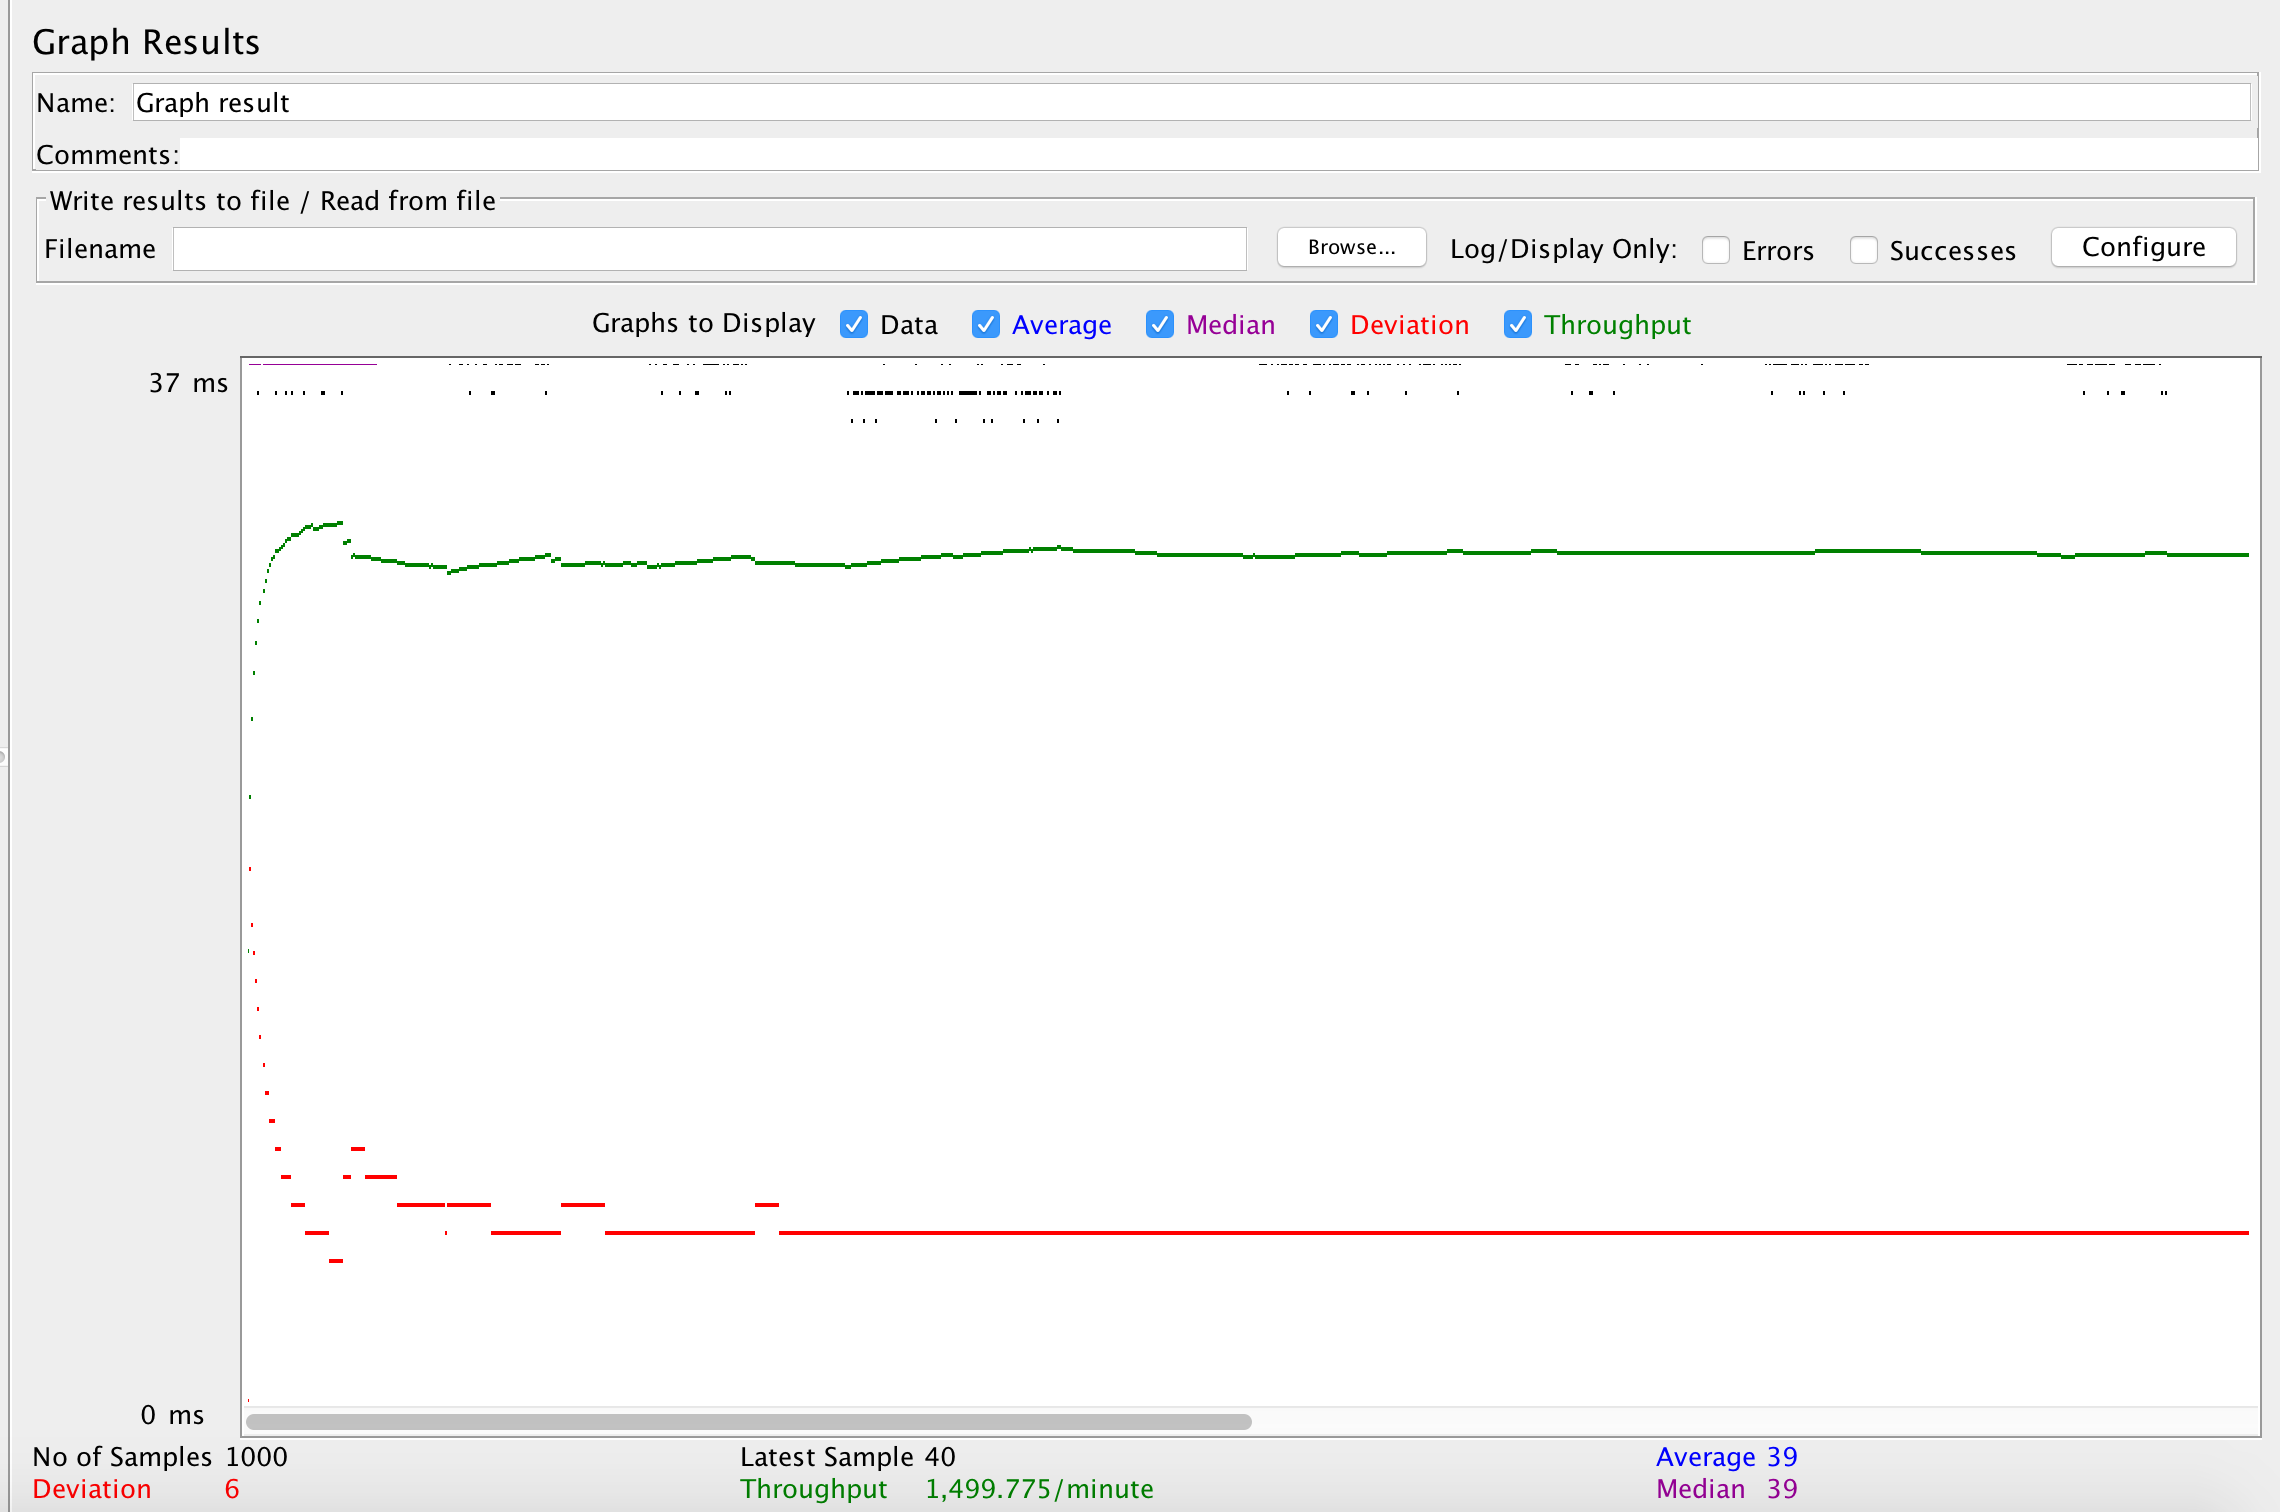 Graph Results
Name: Graph result
Comments:
Write results to file / Read from file
Filename Browse... Log/Display Only: Errors Successes Configure
Graphs to Display Data Average Median Deviation Throughput
37 ms
0 ms
No of Samples 1000 Latest Sample 40 Average 39
Deviation 6 Throughput 1,499.775/minute Median 39